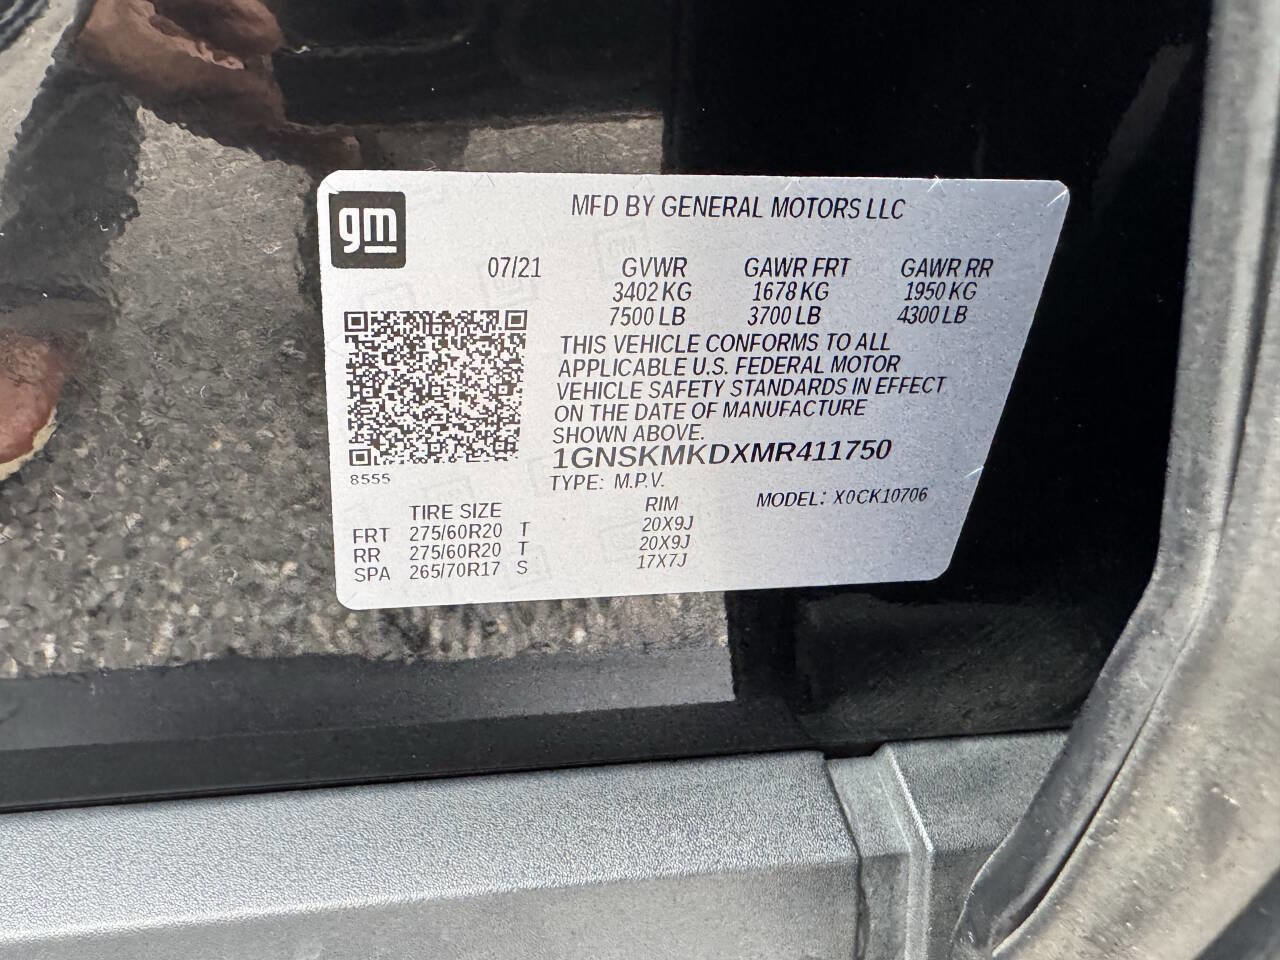 gm
MFD BY GENERAL MOTORS LLC
07/21 GVWR GAWR FRT GAWR RR
3402 KG 1678 KG 1950 KG
7500 LB 3700 LB 4300 LB
THIS VEHICLE CONFORMS TO ALL
APPLICABLE U.S. FEDERAL MOTOR
VEHICLE SAFETY STANDARDS IN EFFECT
ON THE DATE OF MANUFACTURE
SHOWN ABOVE.
1GNSKMKDXMR411750
8555
TYPE: M.P.V. MODEL: X0CK10706
TIRE SIZE RIM
FRT 275/60R20 T 20X9J
RR 275/60R20 T 20X9J
SPA 265/70R17 S 17X7J